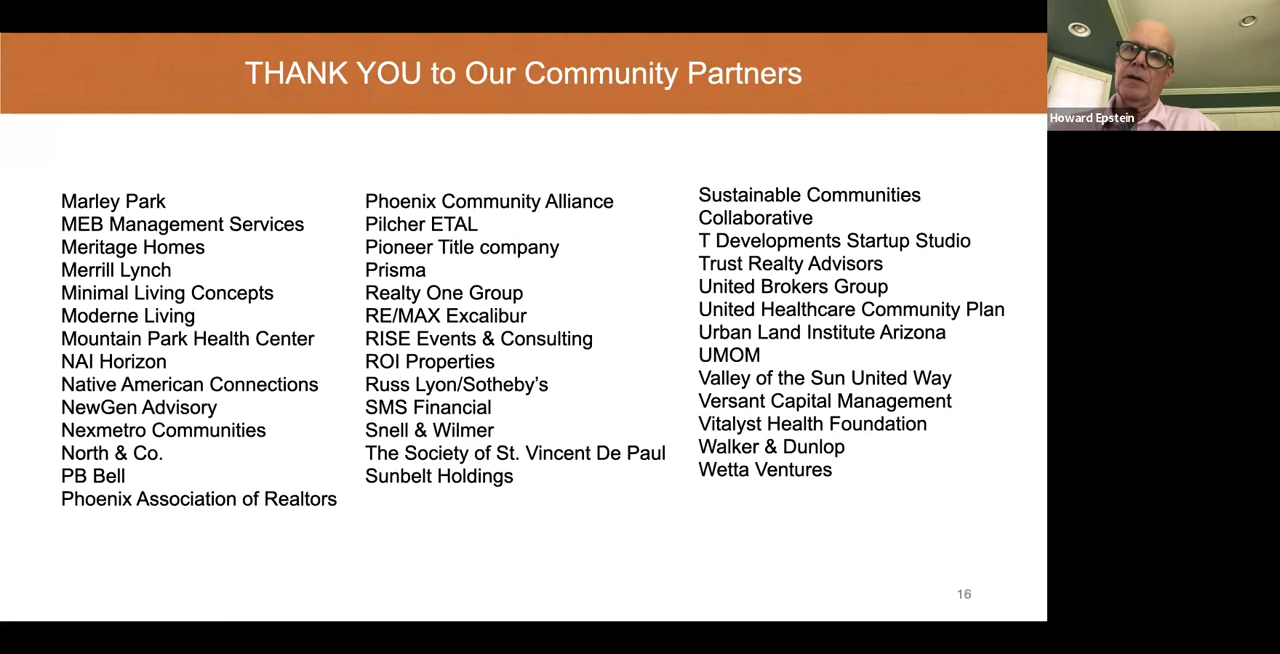 THANK YOU to Our Community Partners
Howard Epstein
Marley Park
MEB Management Services
Meritage Homes
Merrill Lynch
Minimal Living Concepts
Moderne Living
Mountain Park Health Center
NAI Horizon
Native American Connections
NewGen Advisory
Nexmetro Communities
North & Co.
PB Bell
Phoenix Association of Realtors
Phoenix Community Alliance
Pilcher ETAL
Pioneer Title company
Prisma
Realty One Group
RE/MAX Excalibur
RISE Events & Consulting
ROI Properties
Russ Lyon/Sotheby’s
SMS Financial
Snell & Wilmer
The Society of St. Vincent De Paul
Sunbelt Holdings
Sustainable Communities
Collaborative
T Developments Startup Studio
Trust Realty Advisors
United Brokers Group
United Healthcare Community Plan
Urban Land Institute Arizona
UMOM
Valley of the Sun United Way
Versant Capital Management
Vitalyst Health Foundation
Walker & Dunlop
Wetta Ventures
16